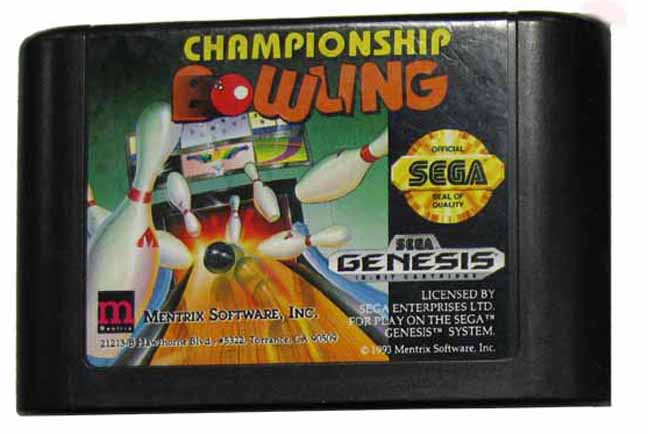 CHAMPIONSHIP
BOWLING
OFFICIAL
SEGA
SEAL OF
QUALITY
SEGA
GENESIS
16-BIT CARTRIDGE
LICENSED BY
SEGA ENTERPRISES LTD.
FOR PLAY ON THE SEGA™
GENESIS™ SYSTEM.
© 1993 Mentrix Software, Inc.
m
Mentrix
MENTRIX SOFTWARE, INC.
21213-B Hawthorne Blvd., #5322, Torrance, CA 90509